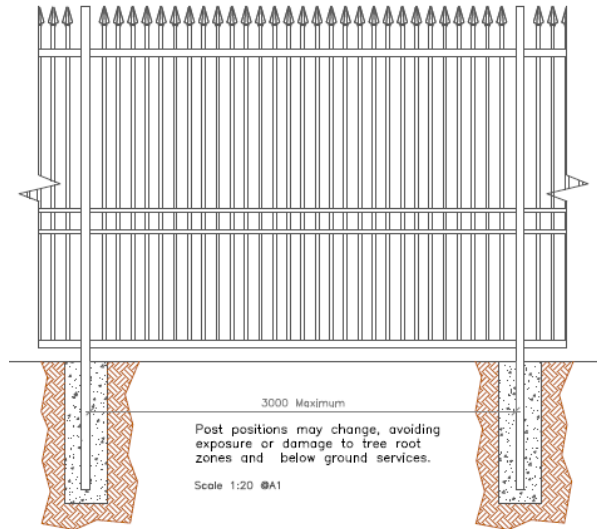 3000 Maximum
Post positions may change, avoiding
exposure or damage to tree root
zones and below ground services.
Scale 1:20 @A1